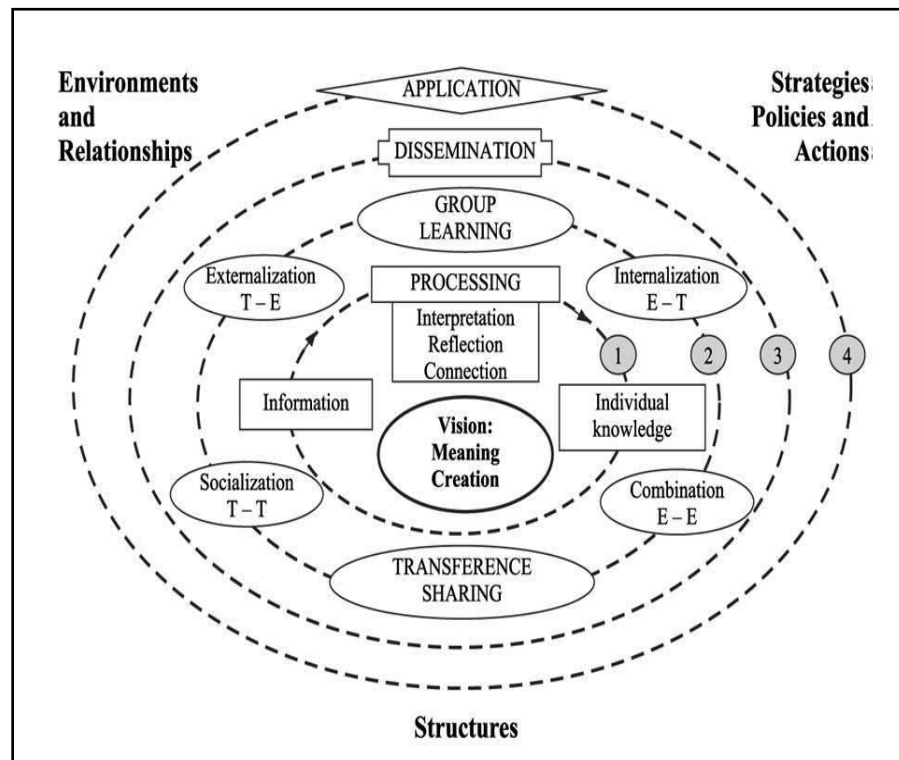 Environments
and
Relationships
Strategies
Policies and
Actions
APPLICATION
DISSEMINATION
GROUP
LEARNING
Externalization
T – E
PROCESSING
Internalization
E – T
Interpretation
Reflection
Connection
1
2
3
4
Information
Individual
knowledge
Vision:
Meaning
Creation
Socialization
T – T
Combination
E – E
TRANSFERENCE
SHARING
Structures